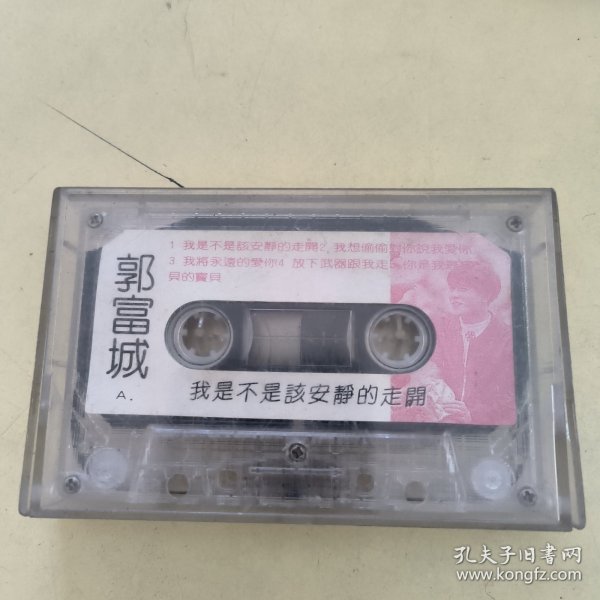 1 我是不是該安靜的走開2, 我想偷偷對你說我愛你
3 我將永遠的愛你4 放下武器跟我走5 你是我寶
貝的寶貝
郭富城
A.
我是不是該安靜的走開
孔夫子旧书网
www.kongfz.com